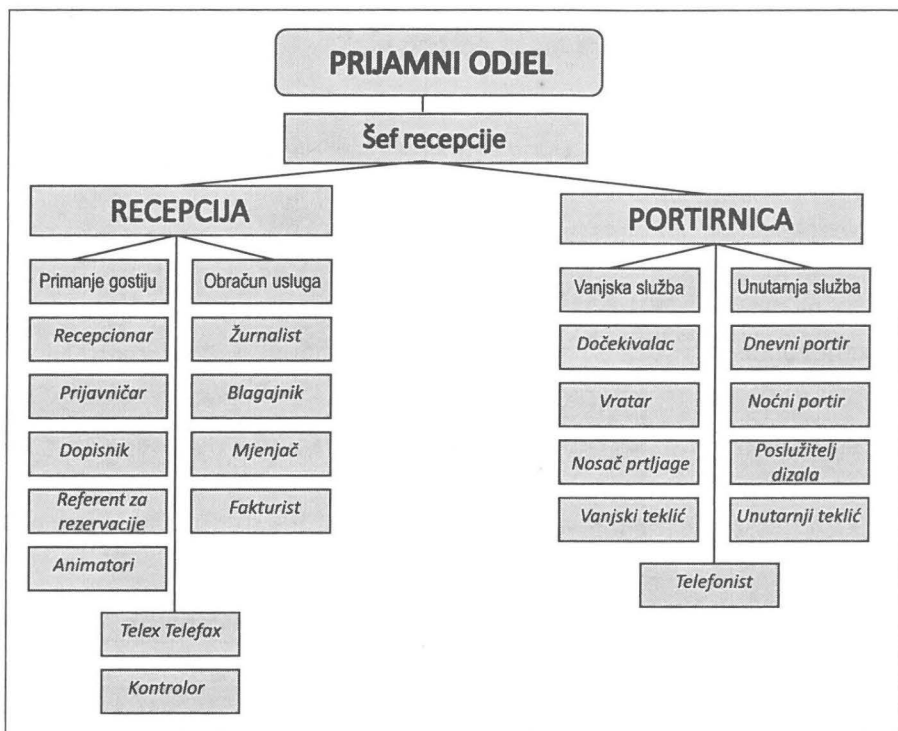 PRIJAMNI ODJEL
Šef recepcije
RECEPCIJA
Primanje gostiju
Recepcionar
Prijavničar
Dopisnik
Referent za
rezervacije
Animatori
Obračun usluga
Žurnalist
Blagajnik
Mjenjač
Fakturist
Telex Telefax
Kontrolor
PORTIRNICA
Vanjska služba
Dočekivalac
Vratar
Nosač prtljage
Vanjski teklić
Unutarnja služba
Dnevni portir
Noćni portir
Poslužitelj
dizala
Unutarnji teklić
Telefonist